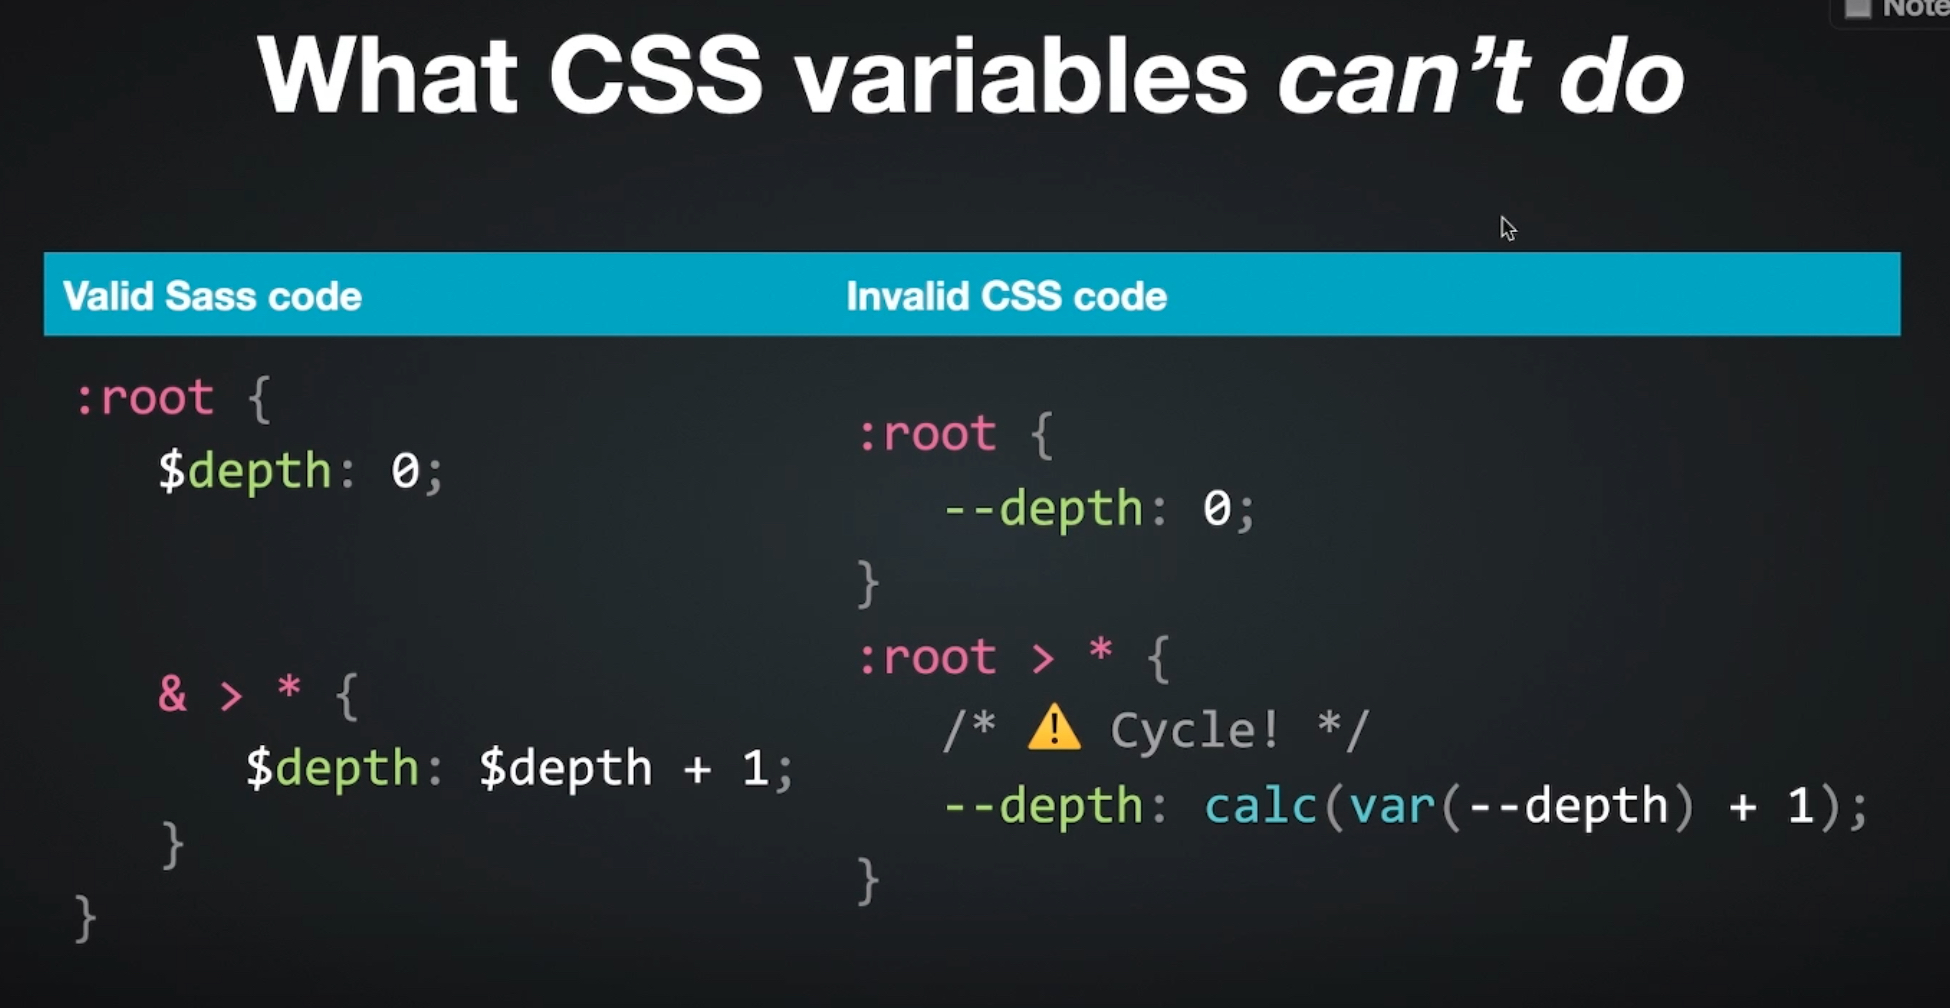 Note
What CSS variables can’t do
Valid Sass code
:root {
$depth: 0;
& > * {
$depth: $depth + 1;
}
}
Invalid CSS code
:root {
--depth: 0;
}
:root > * {
/* ⚠️ Cycle! */
--depth: calc(var(--depth) + 1);
}